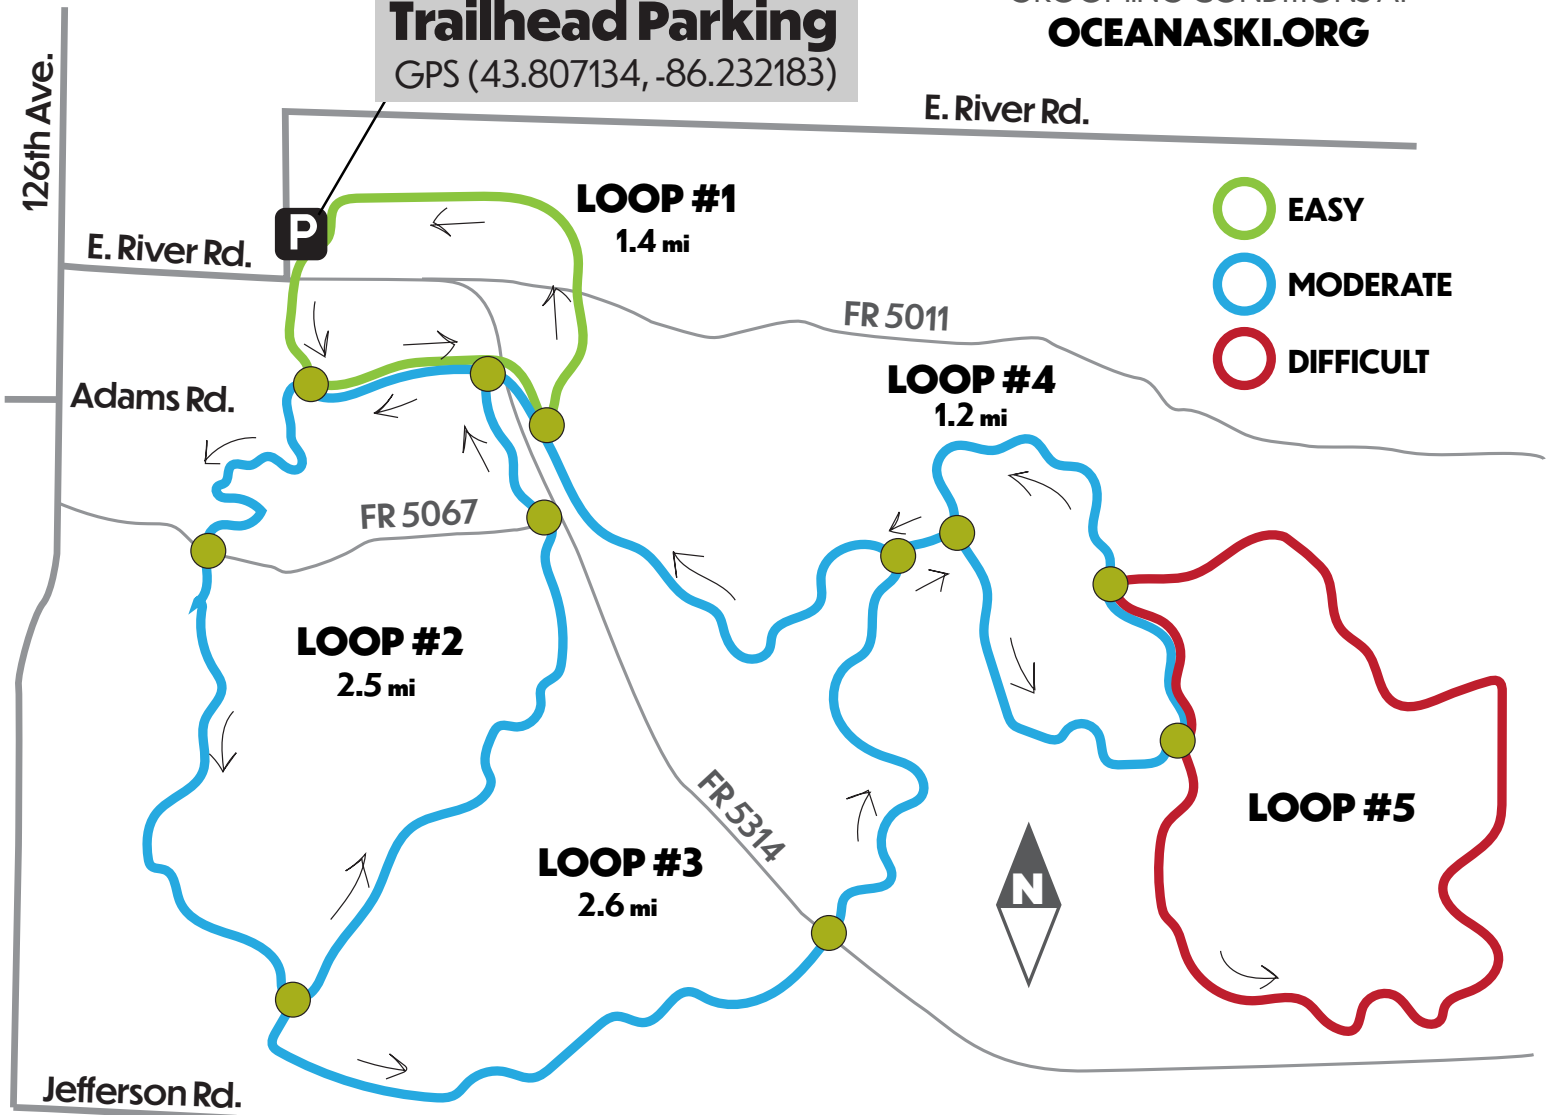 Trailhead Parking
GPS (43.807134, -86.232183)
OCEANASKI.ORG
126th Ave.
E. River Rd.
LOOP #1
1.4 mi
P
E. River Rd.
EASY
MODERATE
DIFFICULT
FR 5011
Adams Rd.
LOOP #4
1.2 mi
FR 5067
LOOP #2
2.5 mi
FR 5314
LOOP #5
LOOP #3
2.6 mi
N
Jefferson Rd.